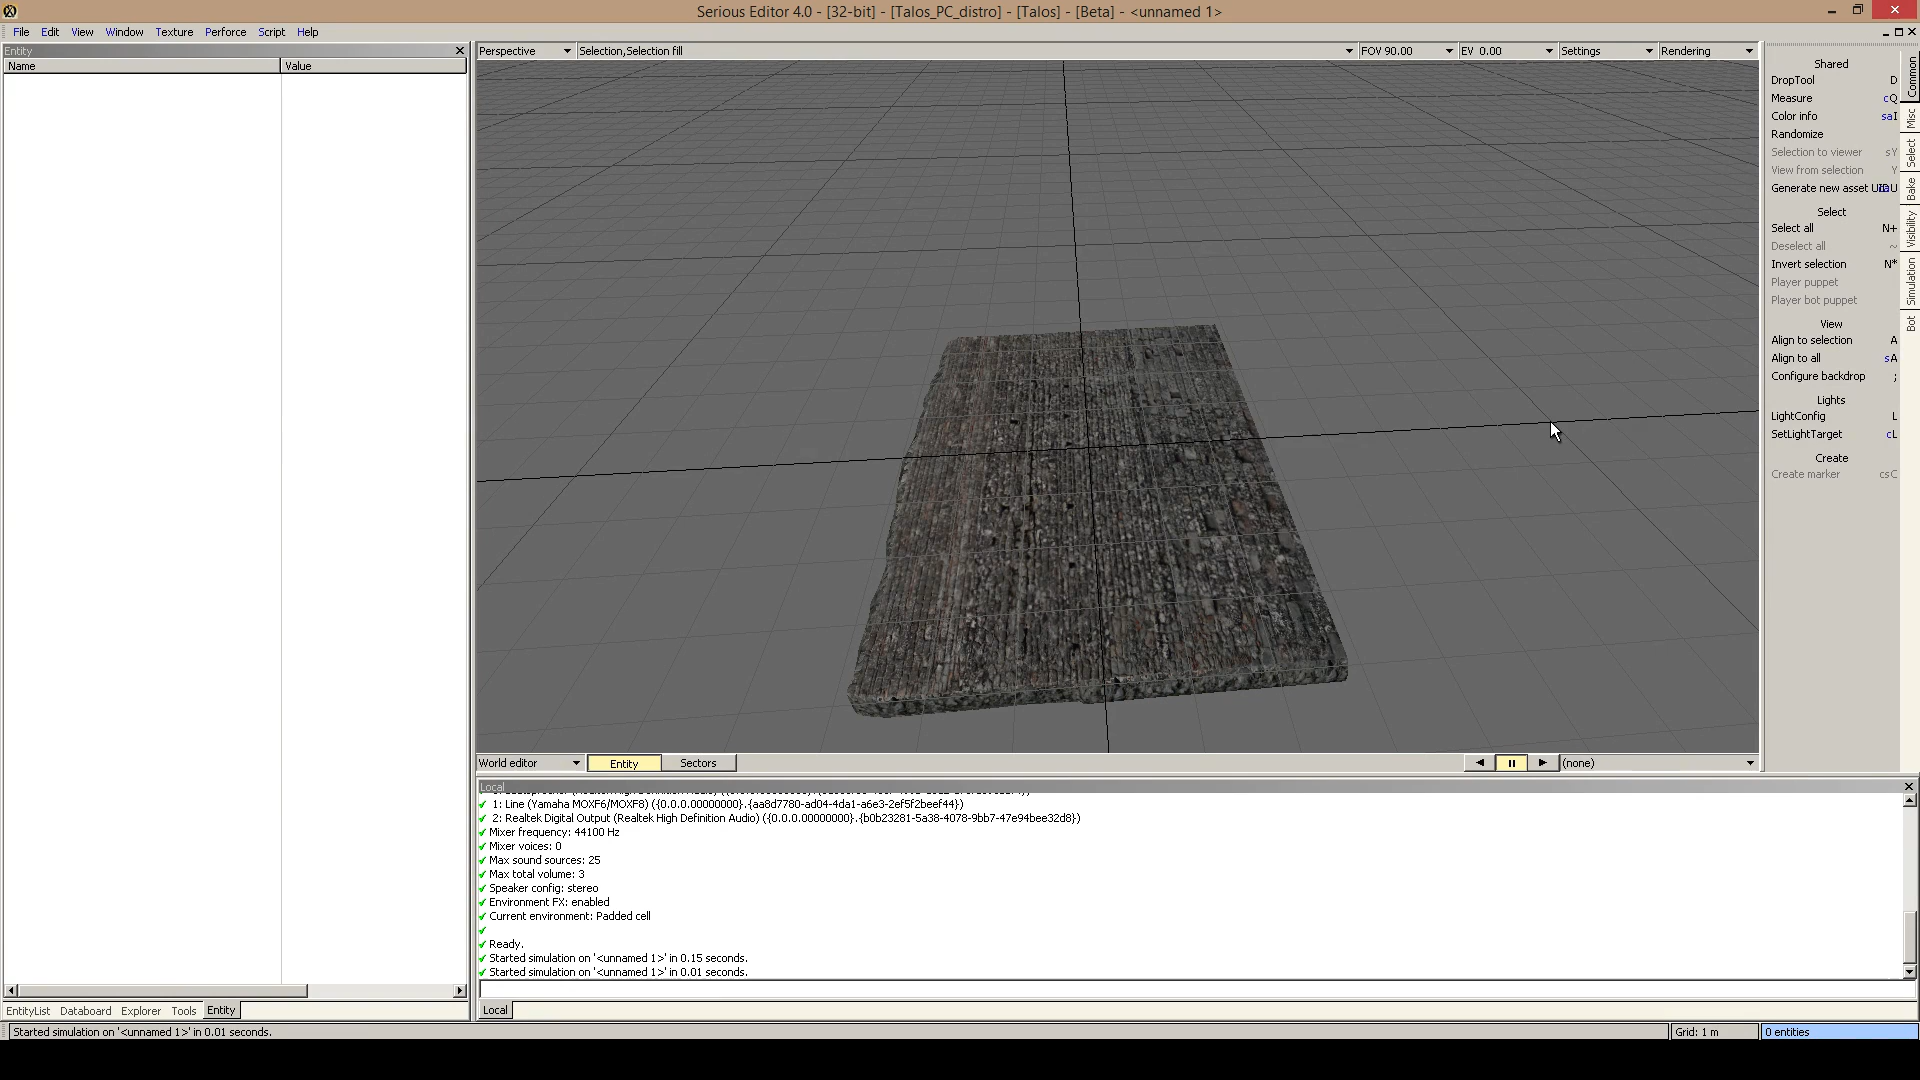 Serious Editor 4.0 - [32-bit] - [Talos_PC_distro] - [Talos] - [Beta] - <unnamed 1>
File Edit View Window Texture Perforce Script Help
Entity
Name Value
Perspective Selection,Selection fill FOV 90.00 EV 0.00 Settings Rendering
Shared
DropTool D
Measure cQ
Color info saI
Randomize
Selection to viewer sY
View from selection Y
Generate new asset
Select
Select all N+
Deselect all ~
Invert selection N*
Player puppet
Player bot puppet
View
Align to selection A
Align to all sA
Configure backdrop ;
Lights
LightConfig L
SetLightTarget cL
Create
Create marker csC
Common
Misc
Select
Bake
Visibility
Simulation
Bot
World editor Entity Sectors (none)
Local
1: Line (Yamaha MOXF6/MOXF8) ({0.0.0.00000000}.{aa8d7780-ad04-4da1-a6e3-2ef5f2beef44})
2: Realtek Digital Output (Realtek High Definition Audio) ({0.0.0.00000000}.{b0b23281-5a38-4078-9bb7-47e94bee32d8})
Mixer frequency: 44100 Hz
Mixer voices: 0
Max sound sources: 25
Max total volume: 3
Speaker config: stereo
Environment FX: enabled
Current environment: Padded cell
Ready.
Started simulation on '<unnamed 1>' in 0.15 seconds.
Started simulation on '<unnamed 1>' in 0.01 seconds.
EntityList Databoard Explorer Tools Entity
Local
Started simulation on '<unnamed 1>' in 0.01 seconds.
Grid: 1 m
0 entities